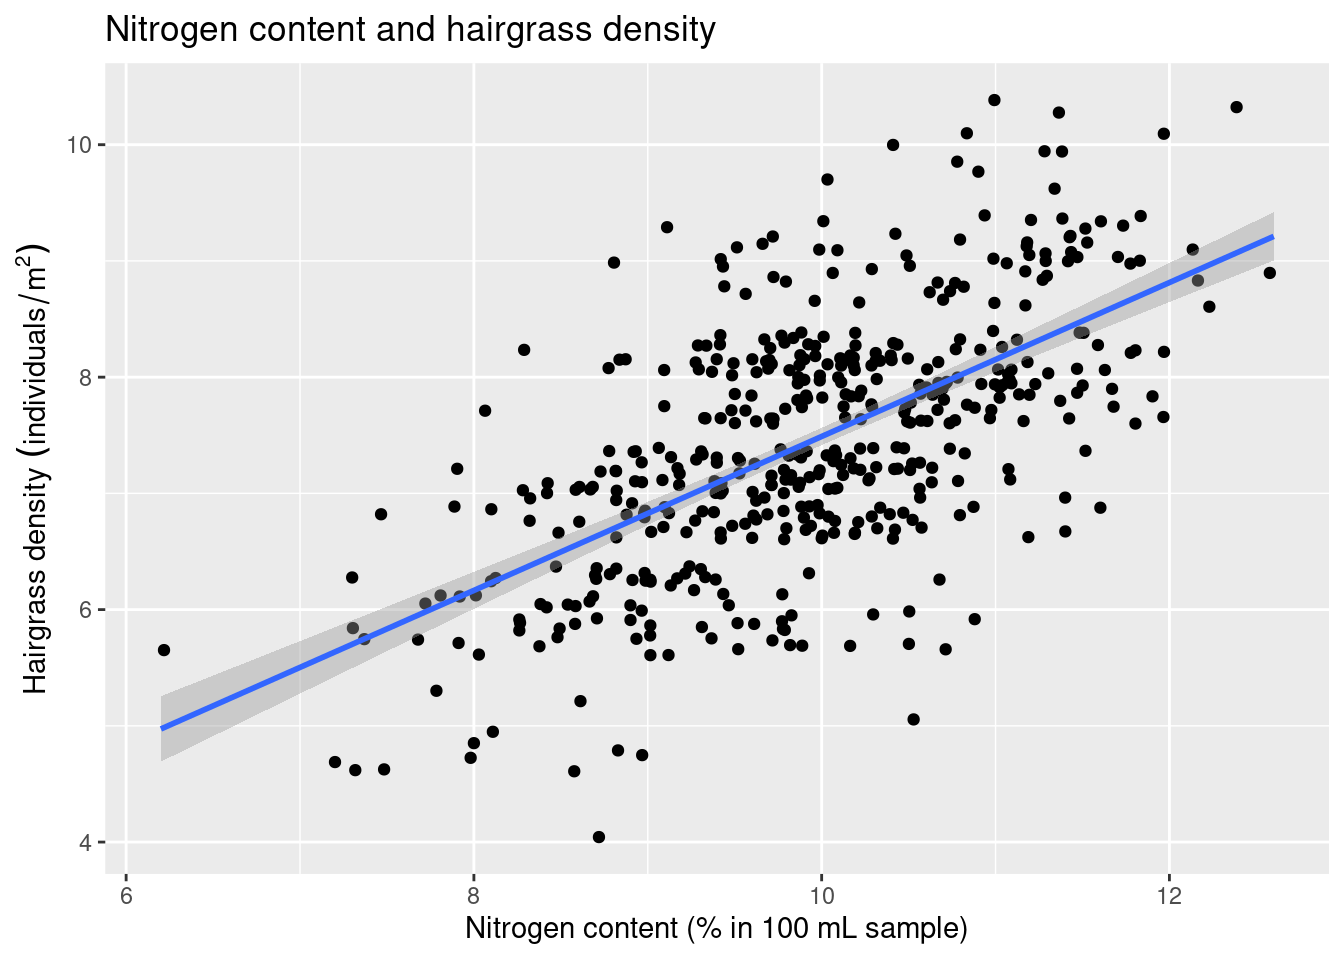 Nitrogen content and hairgrass density
Hairgrass density (individuals/m²)
10
8
6
4
6 8 10 12
Nitrogen content (% in 100 mL sample)